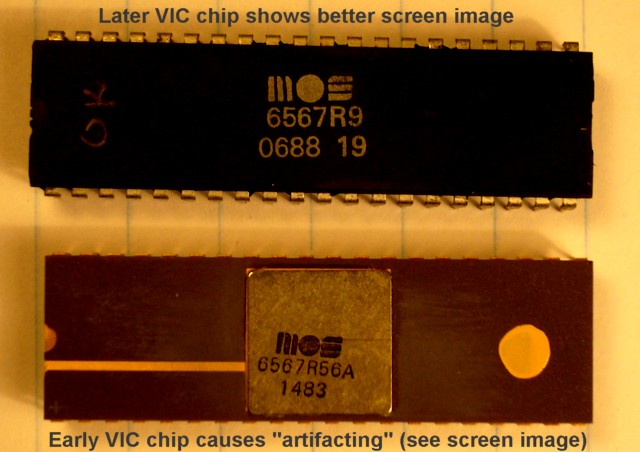 Later VIC chip shows better screen image
OK
mos
6567R9
0688 19
mos
6567R56A
1483
Early VIC chip causes "artifacting" (see screen image)